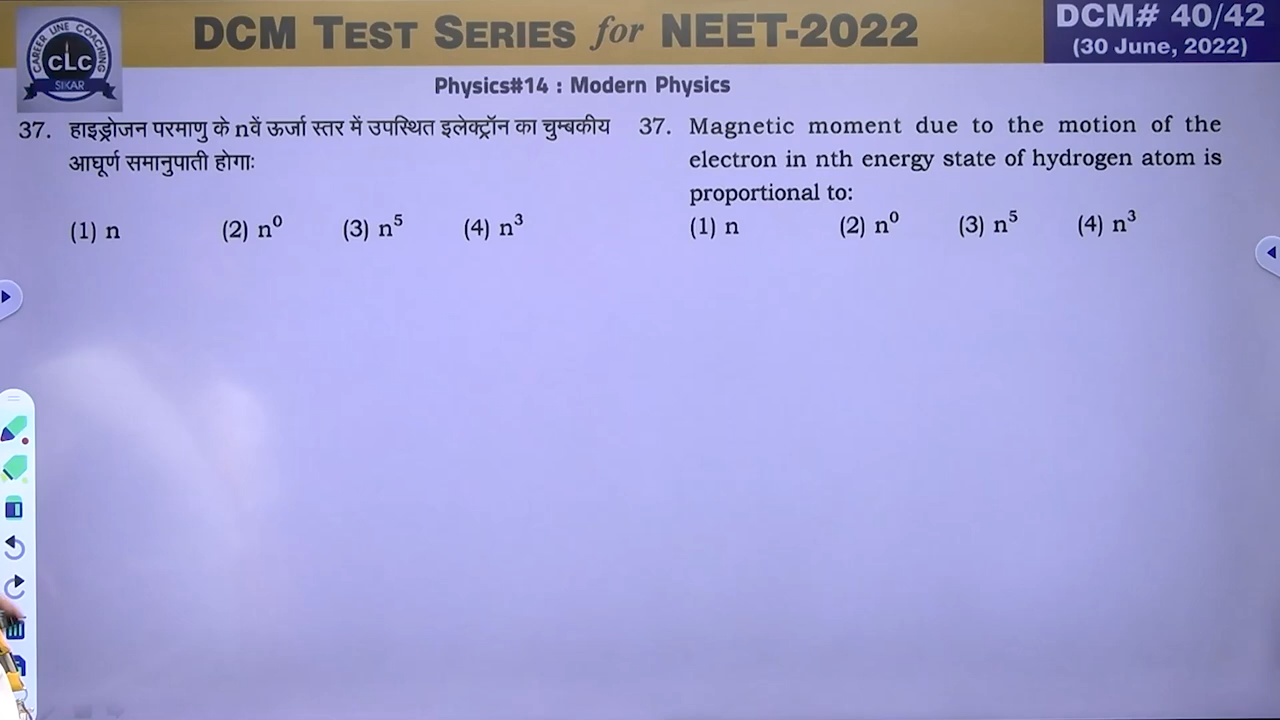 CAREER LINE COACHING
CLC
SIKAR
DCM TEST SERIES for NEET-2022
DCM# 40/42
(30 June, 2022)
Physics#14 : Modern Physics
37. हाइड्रोजन परमाणु के nवें ऊर्जा स्तर में उपस्थित इलेक्ट्रॉन का चुम्बकीय
आघूर्ण समानुपाती होगाः
(1) n (2) n⁰ (3) n⁵ (4) n³
37. Magnetic moment due to the motion of the
electron in nth energy state of hydrogen atom is
proportional to:
(1) n (2) n⁰ (3) n⁵ (4) n³